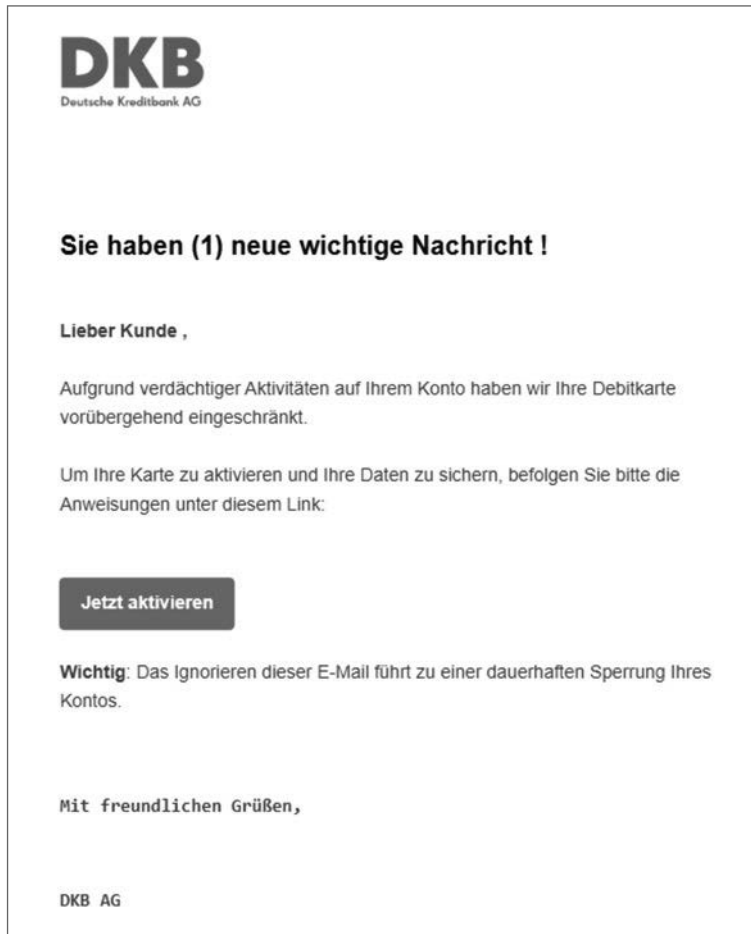 DKB
Deutsche Kreditbank AG
Sie haben (1) neue wichtige Nachricht !
Lieber Kunde ,
Aufgrund verdächtiger Aktivitäten auf Ihrem Konto haben wir Ihre Debitkarte
vorübergehend eingeschränkt.
Um Ihre Karte zu aktivieren und Ihre Daten zu sichern, befolgen Sie bitte die
Anweisungen unter diesem Link:
Jetzt aktivieren
Wichtig: Das Ignorieren dieser E-Mail führt zu einer dauerhaften Sperrung Ihres
Kontos.
Mit freundlichen Grüßen,
DKB AG